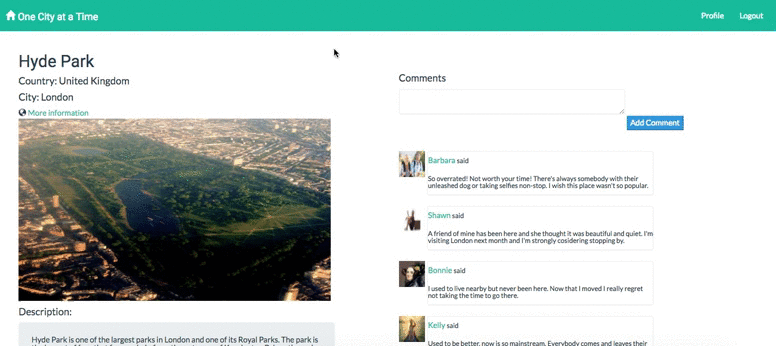 One City at a Time
Profile
Logout
Hyde Park
Country: United Kingdom
City: London
More information
Description:
Hyde Park is one of the largest parks in London and one of its Royal Parks. The park is
Comments
Add Comment
Barbara said
So overrated! Not worth your time! There's always somebody with their
unleashed dog or taking selfies non-stop. I wish this place wasn't so popular.
Shawn said
A friend of mine has been here and she thought it was beautiful and quiet. I'm
visiting London next month and I'm strongly cosidering stopping by.
Bonnie said
I used to live nearby but never been here. Now that I moved I really regret
not taking the time to go there.
Kelly said
Used to be better, now is so mainstream. Everybody comes and leaves their